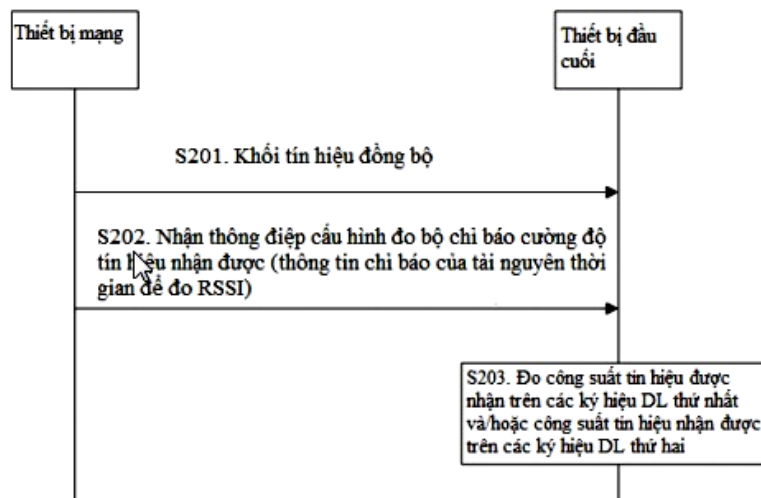 Thiết bị mạng
Thiết bị đầu
cuối
S201. Khối tín hiệu đồng bộ
S202. Nhận thông điệp cấu hình đo bộ chỉ báo cường độ
tín hiệu nhận được (thông tin chỉ báo của tài nguyên thời
gian để đo RSSI)
S203. Đo công suất tín hiệu được
nhận trên các ký hiệu DL thứ nhất
và/hoặc công suất tín hiệu nhận được
trên các ký hiệu DL thứ hai